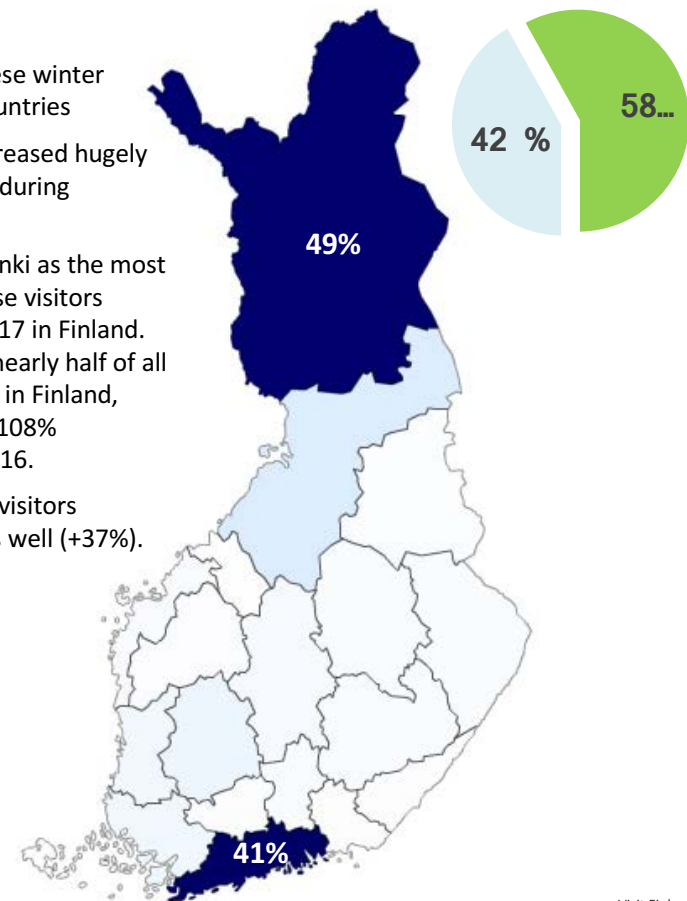 ese winter
untries
reased hugely
during
nki as the most
se visitors
17 in Finland.
nearly half of all
in Finland,
108%
16.
visitors
s well (+37%).
42 %
58...
49%
41%